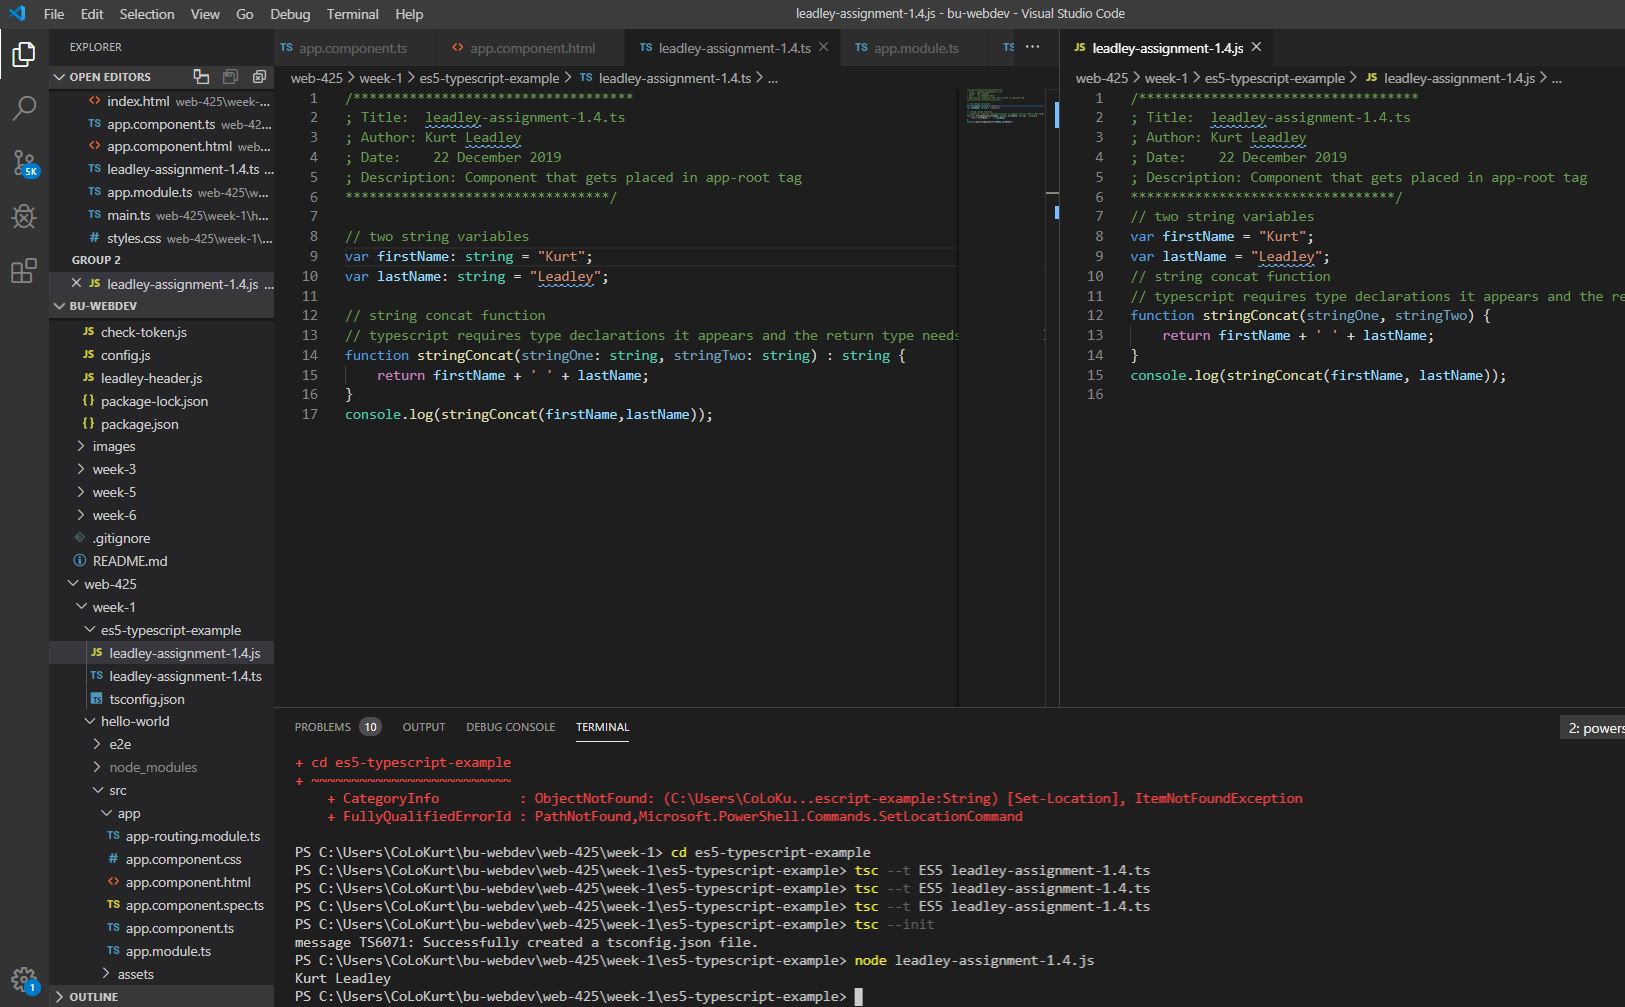 File Edit Selection View Go Debug Terminal Help
leadley-assignment-1.4.js - bu-webdev - Visual Studio Code
EXPLORER
OPEN EDITORS
<> index.html web-425\week-...
TS app.component.ts web-42...
<> app.component.html web...
TS leadley-assignment-1.4.ts ...
TS app.module.ts web-425\w...
TS main.ts web-425\week-1\h...
# styles.css web-425\week-1\...
GROUP 2
JS leadley-assignment-1.4.js ...
BU-WEBDEV
JS check-token.js
JS config.js
JS leadley-header.js
{} package-lock.json
{} package.json
images
week-3
week-5
week-6
.gitignore
README.md
web-425
week-1
es5-typescript-example
JS leadley-assignment-1.4.js
TS leadley-assignment-1.4.ts
TS tsconfig.json
hello-world
e2e
node_modules
src
app
TS app-routing.module.ts
# app.component.css
<> app.component.html
TS app.component.spec.ts
TS app.component.ts
TS app.module.ts
assets
OUTLINE
5K
1
TS app.component.ts <> app.component.html TS leadley-assignment-1.4.ts TS app.module.ts TS ...
web-425 > week-1 > es5-typescript-example > TS leadley-assignment-1.4.ts > ...
1 /***********************************
2 ; Title:  leadley-assignment-1.4.ts
3 ; Author: Kurt Leadley
4 ; Date:    22 December 2019
5 ; Description: Component that gets placed in app-root tag
6 *********************************/
7
8 // two string variables
9 var firstName: string = "Kurt";
10 var lastName: string = "Leadley";
11
12 // string concat function
13 // typescript requires type declarations it appears and the return type needs
14 function stringConcat(stringOne: string, stringTwo: string) : string {
15     return firstName + ' ' + lastName;
16 }
17 console.log(stringConcat(firstName,lastName));
JS leadley-assignment-1.4.js
web-425 > week-1 > es5-typescript-example > JS leadley-assignment-1.4.js > ...
1 /***********************************
2 ; Title:  leadley-assignment-1.4.ts
3 ; Author: Kurt Leadley
4 ; Date:    22 December 2019
5 ; Description: Component that gets placed in app-root tag
6 *********************************/
7 // two string variables
8 var firstName = "Kurt";
9 var lastName = "Leadley";
10 // string concat function
11 // typescript requires type declarations it appears and the re
12 function stringConcat(stringOne, stringTwo) {
13     return firstName + ' ' + lastName;
14 }
15 console.log(stringConcat(firstName, lastName));
16
PROBLEMS 10 OUTPUT DEBUG CONSOLE TERMINAL
2: powers
+ cd es5-typescript-example
+ ~~~~~~~~~~~~~~~~~~~~~~~~~
    + CategoryInfo          : ObjectNotFound: (C:\Users\CoLoKu...escript-example:String) [Set-Location], ItemNotFoundException
    + FullyQualifiedErrorId : PathNotFound,Microsoft.PowerShell.Commands.SetLocationCommand
PS C:\Users\CoLoKurt\bu-webdev\web-425\week-1> cd es5-typescript-example
PS C:\Users\CoLoKurt\bu-webdev\web-425\week-1\es5-typescript-example> tsc --t ES5 leadley-assignment-1.4.ts
PS C:\Users\CoLoKurt\bu-webdev\web-425\week-1\es5-typescript-example> tsc --t ES5 leadley-assignment-1.4.ts
PS C:\Users\CoLoKurt\bu-webdev\web-425\week-1\es5-typescript-example> tsc --t ES5 leadley-assignment-1.4.ts
PS C:\Users\CoLoKurt\bu-webdev\web-425\week-1\es5-typescript-example> tsc --init
message TS6071: Successfully created a tsconfig.json file.
PS C:\Users\CoLoKurt\bu-webdev\web-425\week-1\es5-typescript-example> node leadley-assignment-1.4.js
Kurt Leadley
PS C:\Users\CoLoKurt\bu-webdev\web-425\week-1\es5-typescript-example>